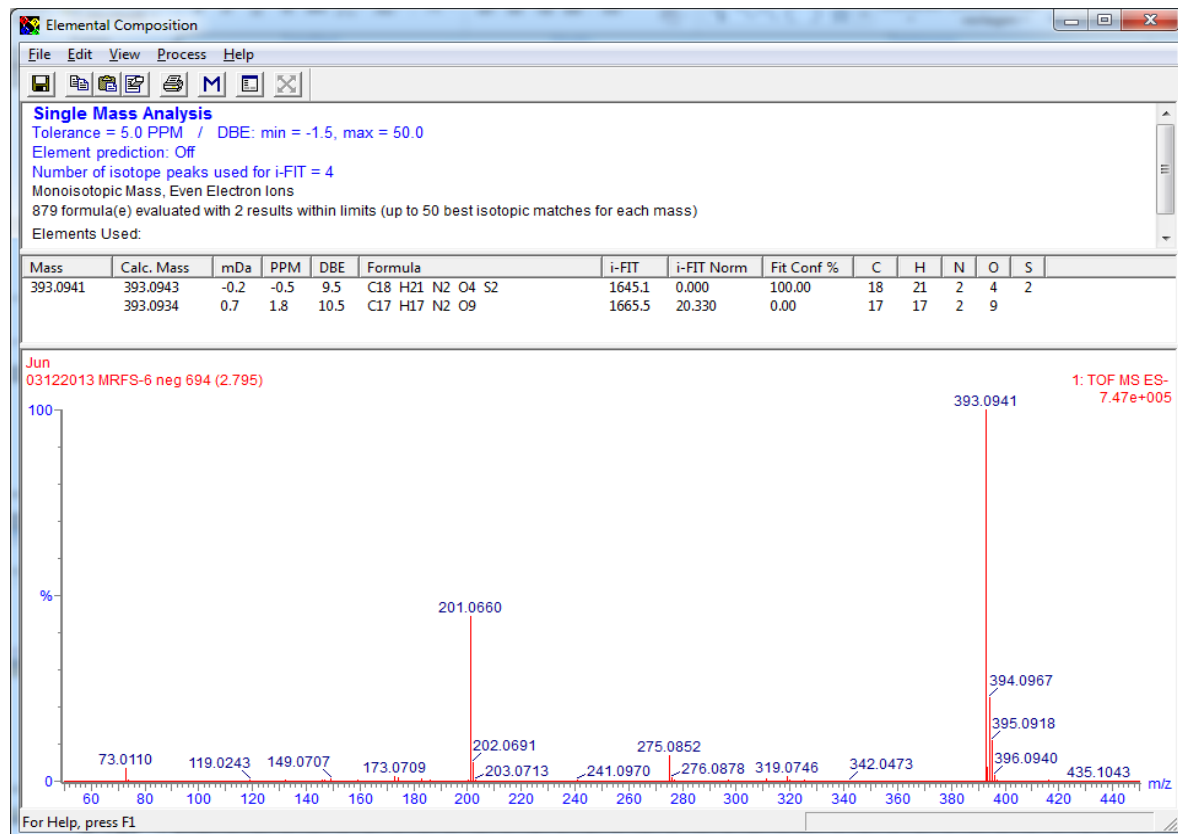 Elemental Composition
File Edit View Process Help
M
Single Mass Analysis
Tolerance = 5.0 PPM / DBE: min = -1.5, max = 50.0
Element prediction: Off
Number of isotope peaks used for i-FIT = 4
Monoisotopic Mass, Even Electron Ions
879 formula(e) evaluated with 2 results within limits (up to 50 best isotopic matches for each mass)
Elements Used:
Mass Calc. Mass mDa PPM DBE Formula i-FIT i-FIT Norm Fit Conf % C H N O S
393.0941 393.0943 -0.2 -0.5 9.5 C18 H21 N2 O4 S2 1645.1 0.000 100.00 18 21 2 4 2
393.0934 0.7 1.8 10.5 C17 H17 N2 O9 1665.5 20.330 0.00 17 17 2 9
Jun
03122013 MRFS-6 neg 694 (2.795) 1: TOF MS ES-
7.47e+005
100 393.0941
%
201.0660
394.0967
395.0918
73.0110 119.0243 149.0707 173.0709 202.0691 275.0852 319.0746 342.0473 396.0940
203.0713 241.0970 276.0878 435.1043
0
60 80 100 120 140 160 180 200 220 240 260 280 300 320 340 360 380 400 420 440 m/z
For Help, press F1